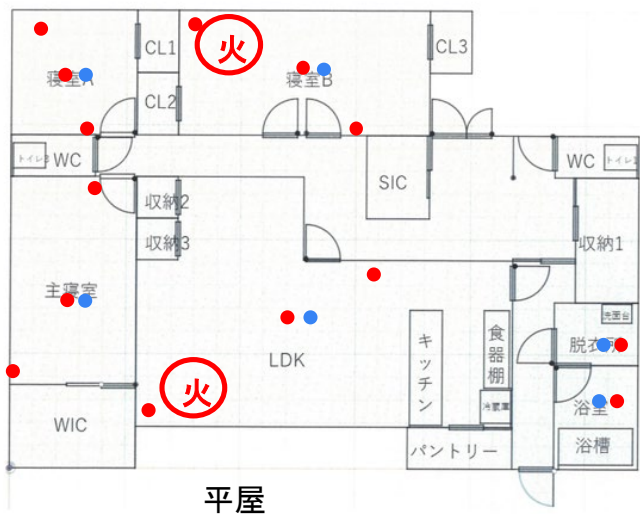 火
CL1
CL3
寝室A
寝室B
CL2
トイレ
WC
SIC
WC
トイレ
収納2
収納3
収納1
主寝室
洗面台
脱衣所
キッチン
食器棚
LDK
火
冷蔵庫
浴室
WIC
パントリー
浴槽
平屋